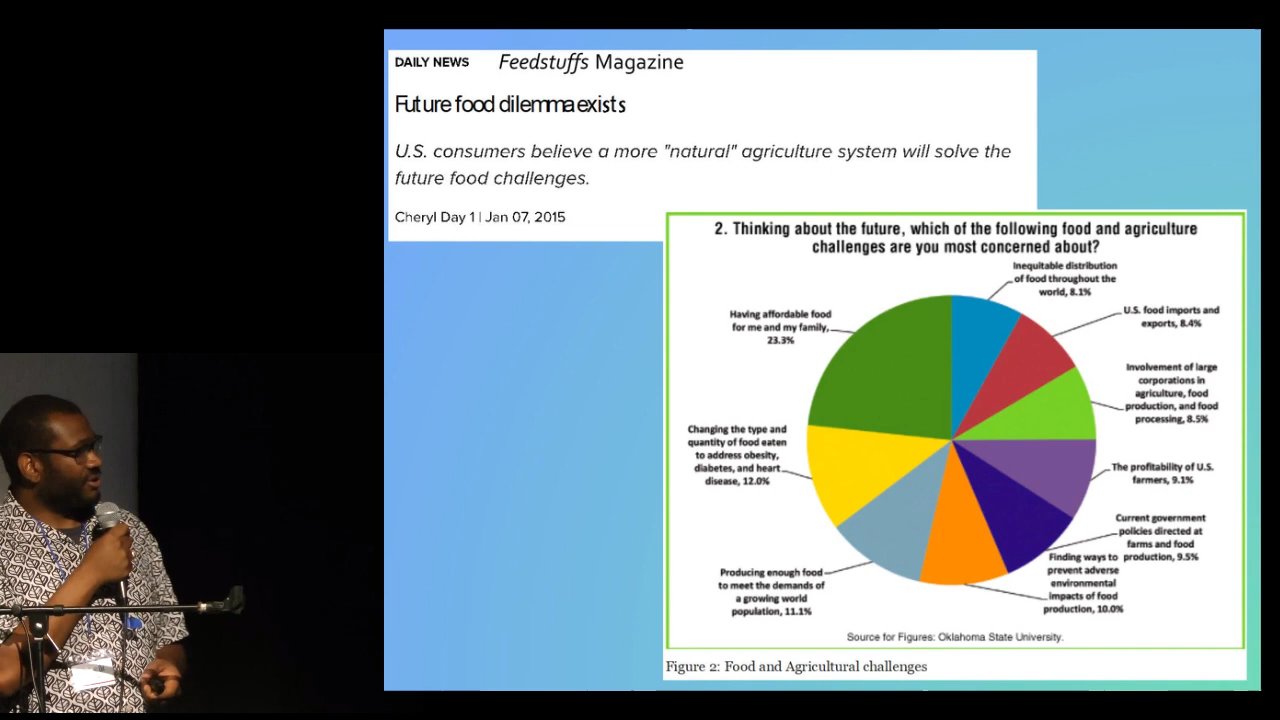 DAILY NEWS Feedstuffs Magazine
Future food dilemma exists
U.S. consumers believe a more "natural" agriculture system will solve the
future food challenges.
Cheryl Day 1 | Jan 07, 2015
2. Thinking about the future, which of the following food and agriculture
challenges are you most concerned about?
Inequitable distribution
of food throughout the
world, 8.1%
U.S. food imports and
exports, 8.4%
Involvement of large
corporations in
agriculture, food
production, and food
processing, 8.5%
The profitability of U.S.
farmers, 9.1%
Current government
policies directed at
farms and food
production, 9.5%
Finding ways to
prevent adverse
environmental
impacts of food
production, 10.0%
Producing enough food
to meet the demands of
a growing world
population, 11.1%
Changing the type and
quantity of food eaten
to address obesity,
diabetes, and heart
disease, 12.0%
Having affordable food
for me and my family,
23.3%
Source for Figures: Oklahoma State University.
Figure 2: Food and Agricultural challenges